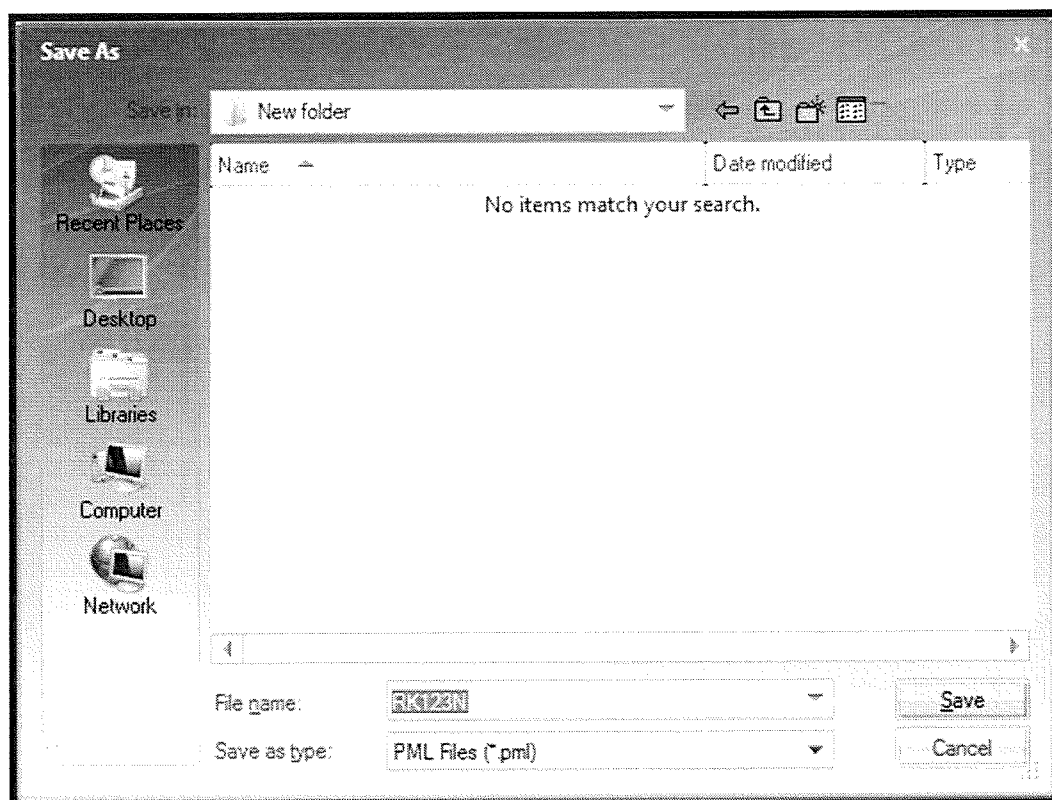 Save As
Save in: New folder
Name Date modified Type
No items match your search.
Recent Places
Desktop
Libraries
Computer
Network
File name: RK123N Save
Save as type: PML Files (*.pml) Cancel